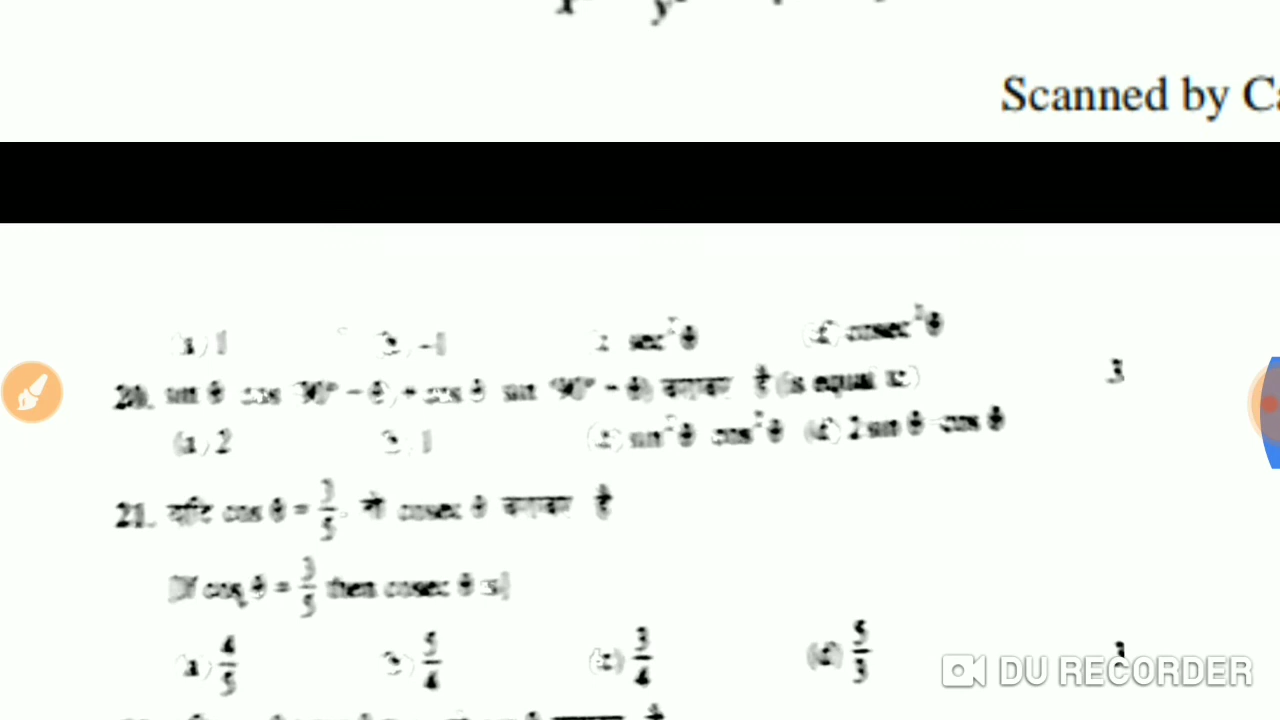 Scanned by Ca
(a) 1 (b) -1 (c) sec²θ (d) cosec²θ
20. sin θ cos (90° - θ) + cos θ sin (90° - θ) बराबर है (is equal to) 3
(a) 2 (b) 1 (c) sin²θ cos²θ (d) 2 sin θ cos θ
21. यदि cos θ = 3/5, तो cosec θ बराबर है
[If cos θ = 3/5 then cosec θ is]
(a) 4/5 (b) 5/4 (c) 3/4 (d) 5/3
DU RECORDER